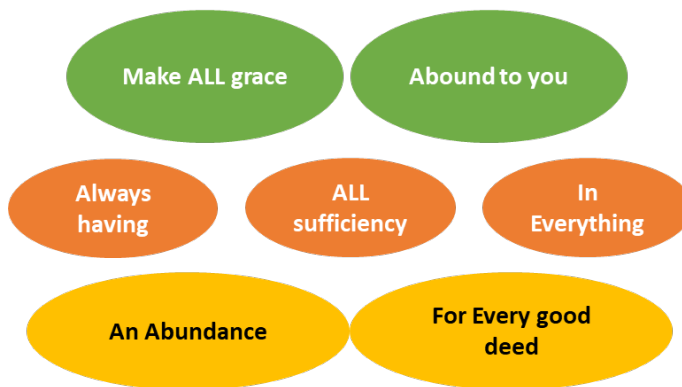 Make ALL grace
Abound to you
Always
having
ALL
sufficiency
In
Everything
An Abundance
For Every good
deed